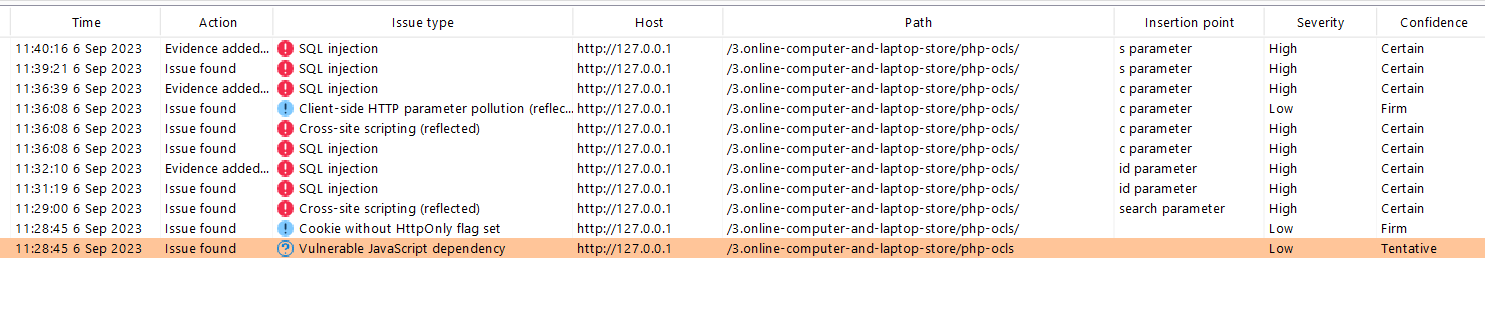 Time Action Issue type Host Path Insertion point Severity Confidence
11:40:16 6 Sep 2023 Evidence added... SQL injection http://127.0.0.1 /3.online-computer-and-laptop-store/php-ocls/ s parameter High Certain
11:39:21 6 Sep 2023 Issue found SQL injection http://127.0.0.1 /3.online-computer-and-laptop-store/php-ocls/ s parameter High Certain
11:36:39 6 Sep 2023 Evidence added... SQL injection http://127.0.0.1 /3.online-computer-and-laptop-store/php-ocls/ c parameter High Certain
11:36:08 6 Sep 2023 Issue found Client-side HTTP parameter pollution (reflec... http://127.0.0.1 /3.online-computer-and-laptop-store/php-ocls/ c parameter Low Firm
11:36:08 6 Sep 2023 Issue found Cross-site scripting (reflected) http://127.0.0.1 /3.online-computer-and-laptop-store/php-ocls/ c parameter High Certain
11:36:08 6 Sep 2023 Issue found SQL injection http://127.0.0.1 /3.online-computer-and-laptop-store/php-ocls/ c parameter High Certain
11:32:10 6 Sep 2023 Evidence added... SQL injection http://127.0.0.1 /3.online-computer-and-laptop-store/php-ocls/ id parameter High Certain
11:31:19 6 Sep 2023 Issue found SQL injection http://127.0.0.1 /3.online-computer-and-laptop-store/php-ocls/ id parameter High Certain
11:29:00 6 Sep 2023 Issue found Cross-site scripting (reflected) http://127.0.0.1 /3.online-computer-and-laptop-store/php-ocls/ search parameter High Certain
11:28:45 6 Sep 2023 Issue found Cookie without HttpOnly flag set http://127.0.0.1 /3.online-computer-and-laptop-store/php-ocls/ Low Firm
11:28:45 6 Sep 2023 Issue found Vulnerable JavaScript dependency http://127.0.0.1 /3.online-computer-and-laptop-store/php-ocls Low Tentative